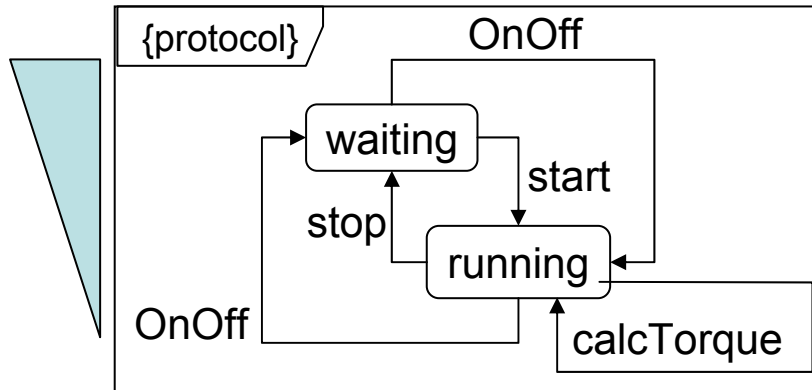 {protocol}
OnOff
waiting
start
stop
running
OnOff
calcTorque